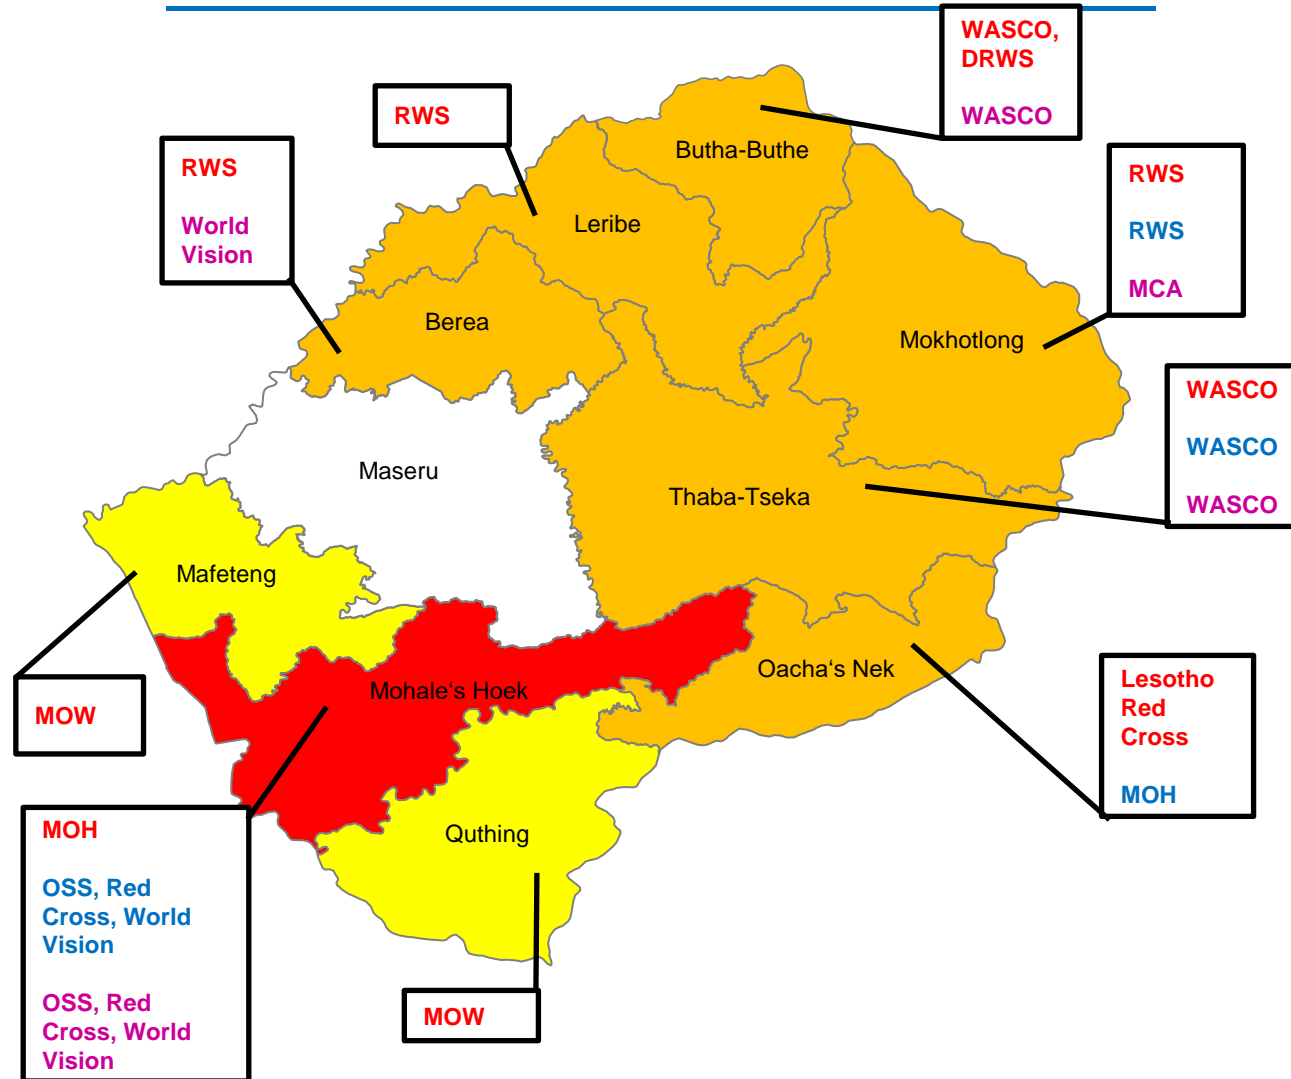 WASCO,
DRWS
WASCO
RWS
Butha-Buthe
RWS
World
Vision
RWS
RWS
MCA
Leribe
Berea
Mokhotlong
WASCO
WASCO
WASCO
Maseru
Thaba-Tseka
Mafeteng
Oacha‘s Nek
Mohale‘s Hoek
Lesotho
Red
Cross
MOH
MOW
MOH
OSS, Red
Cross, World
Vision
OSS, Red
Cross, World
Vision
Quthing
MOW